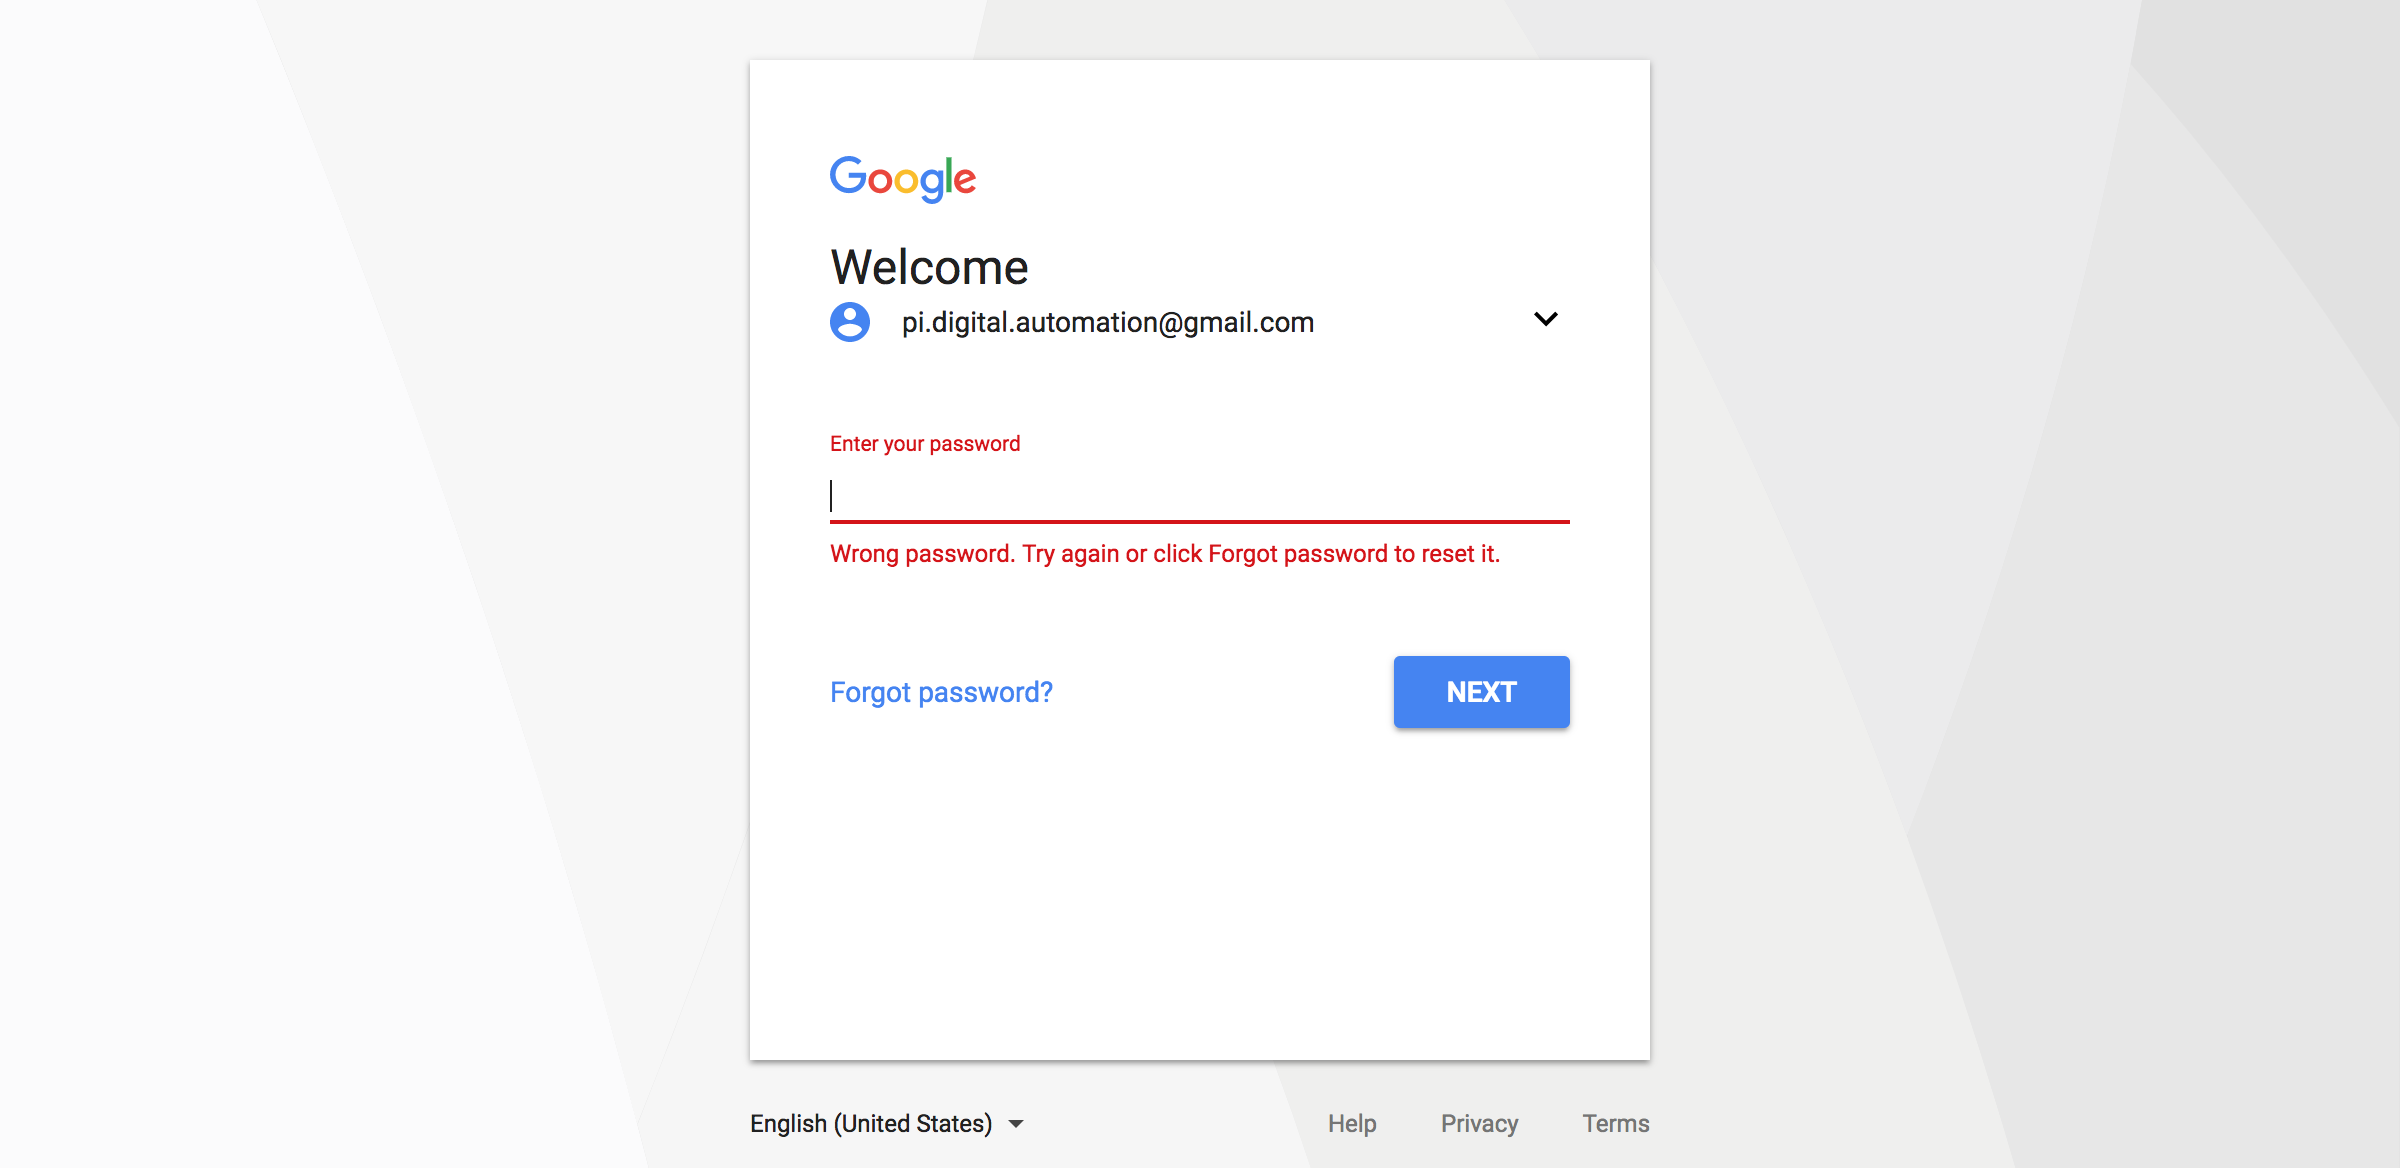 Google
Welcome
pi.digital.automation@gmail.com
Enter your password
Wrong password. Try again or click Forgot password to reset it.
Forgot password?
NEXT
English (United States)
Help
Privacy
Terms